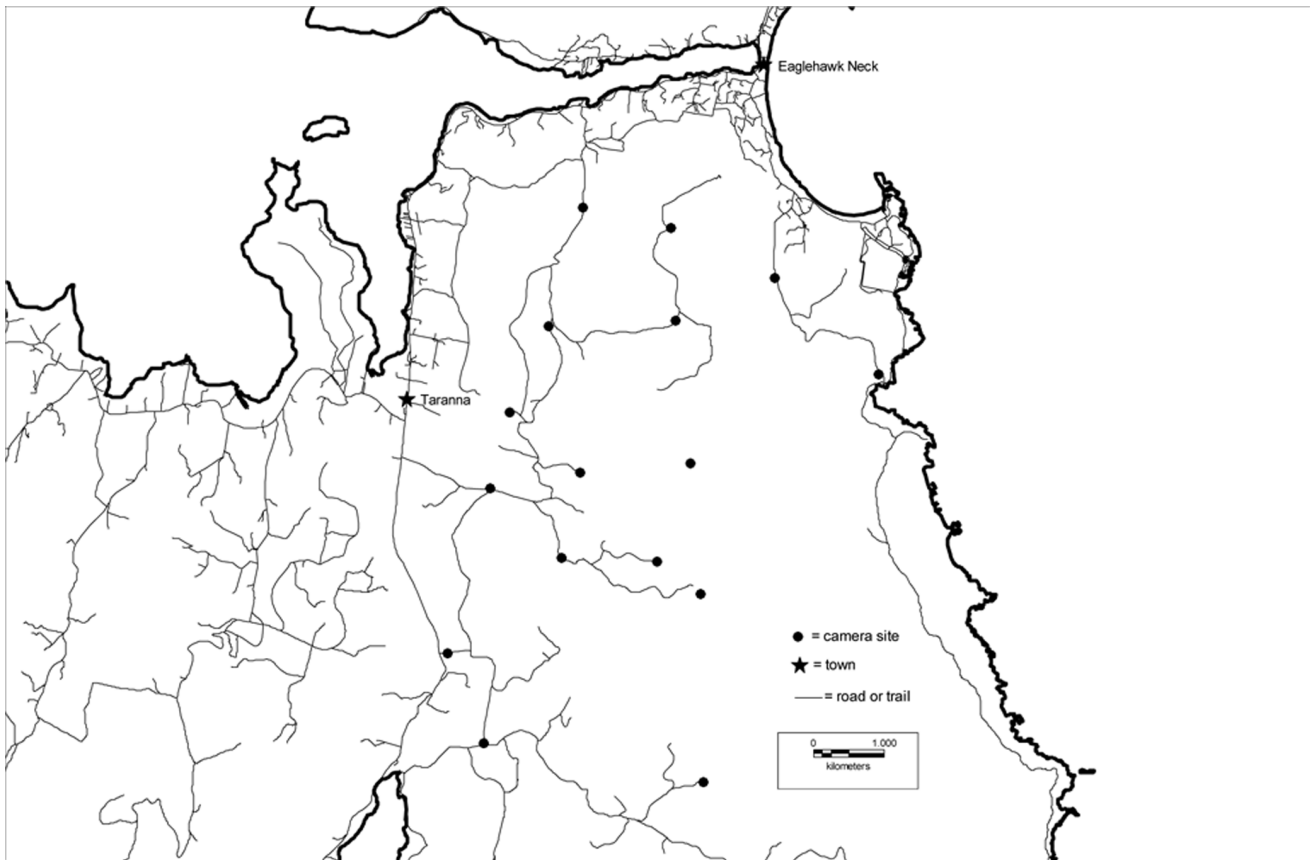 Eaglehawk Neck
Taranna
= camera site
= town
= road or trail
0 1.000
kilometers